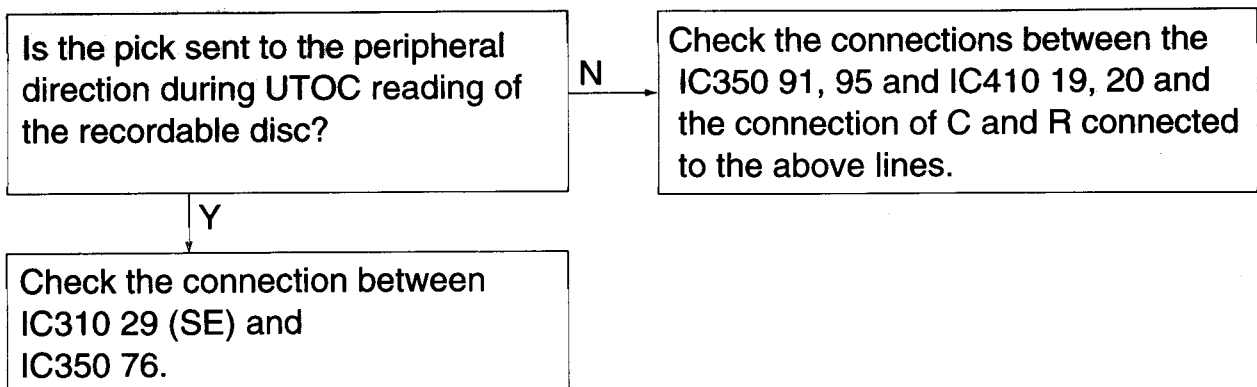 Is the pick sent to the peripheral
direction during UTOC reading of
the recordable disc?
N
Check the connections between the
IC350 91, 95 and IC410 19, 20 and
the connection of C and R connected
to the above lines.
Y
Check the connection between
IC310 29 (SE) and
IC350 76.